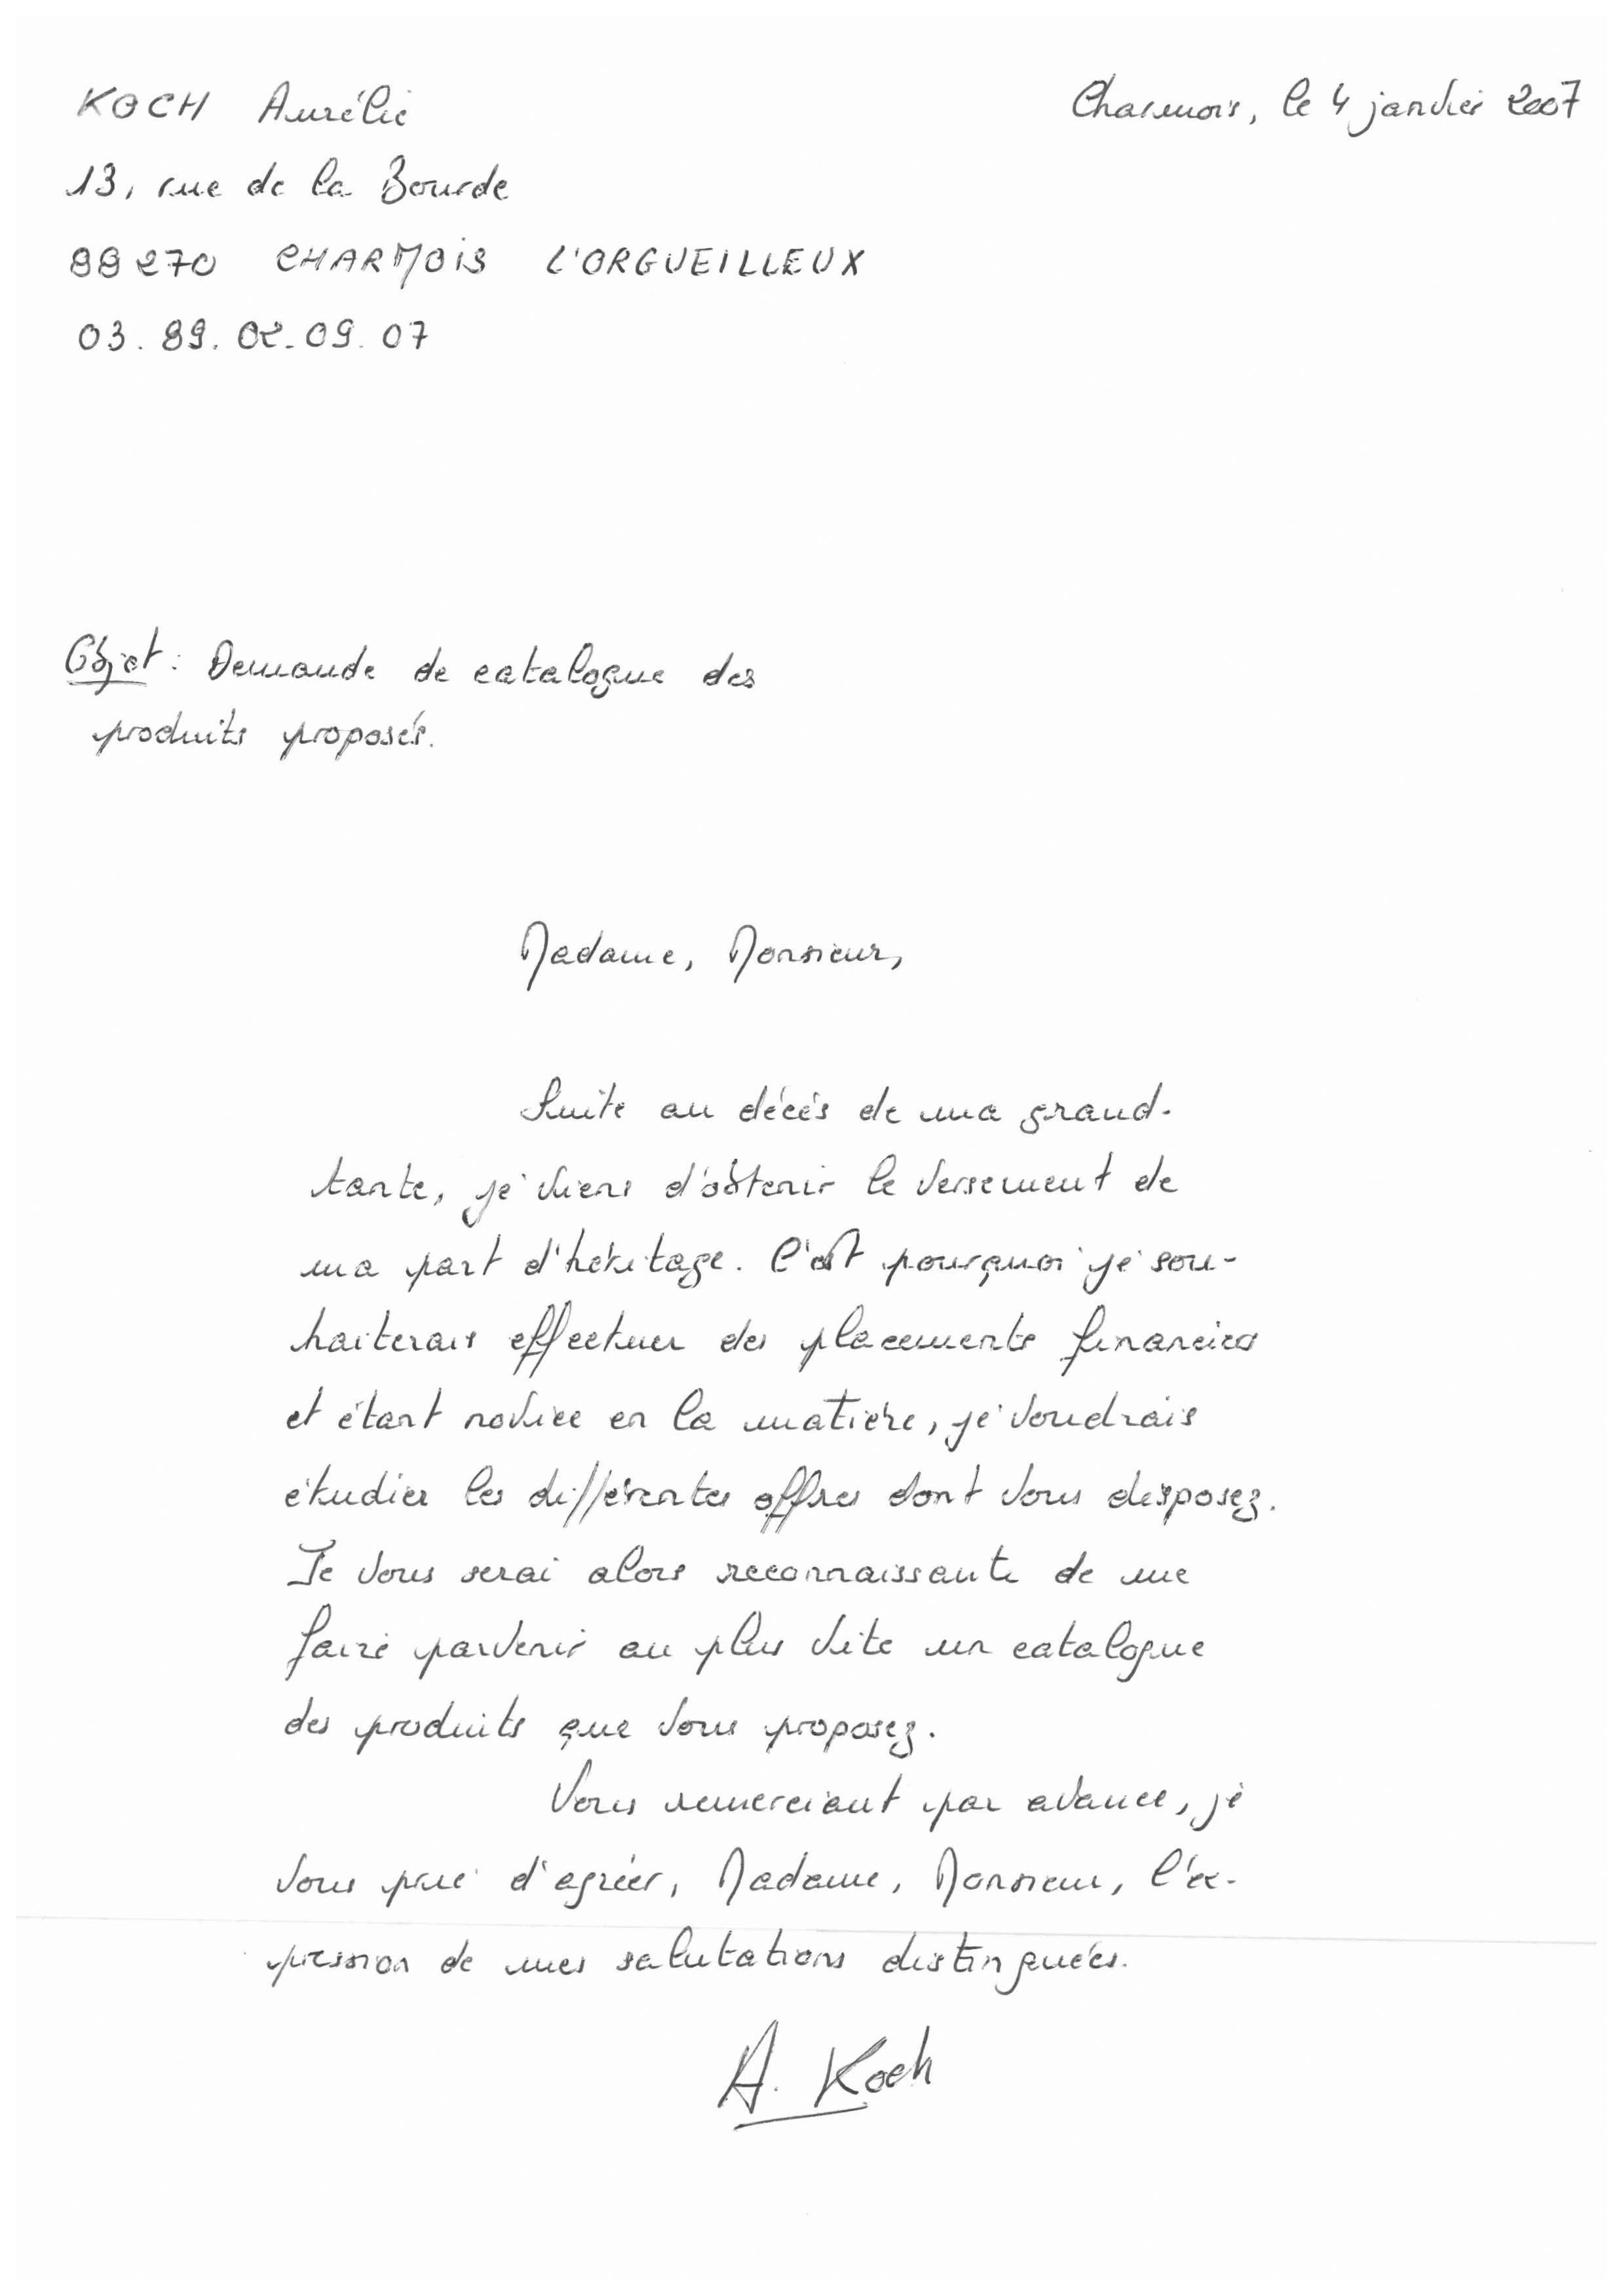 KOCH Aurélie
Charmois, le 4 janvier 2007
13, rue de la Bourde
88270 CHARMOIS L'ORGUEILLEUX
03.89.02.09.07
Objet : Demande de catalogue des
produits proposés.
Madame, Monsieur,
Suite au décès de ma grand-
tante, je viens d'obtenir le versement de
ma part d'héritage. C'est pourquoi je sou-
haiterais effectuer des placements financiers
et étant novice en la matière, je voudrais
étudier les différentes offres dont vous disposez.
Je vous serai alors reconnaissante de me
faire parvenir au plus vite un catalogue
des produits que vous proposez.
Vous remerciant par avance, je
vous prie d'agréer, Madame, Monsieur, l'ex-
pression de mes salutations distinguées.
A. Koch